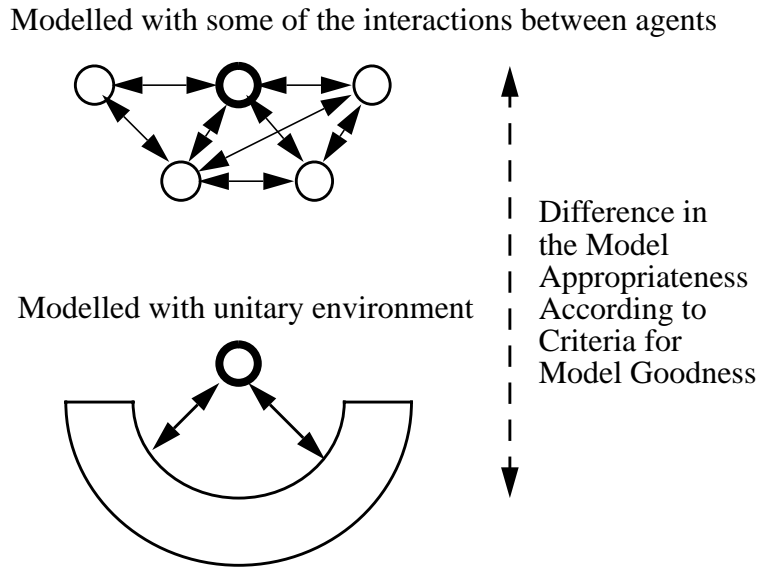 Modelled with some of the interactions between agents
Difference in
the Model
Appropriateness
According to
Criteria for
Model Goodness
Modelled with unitary environment